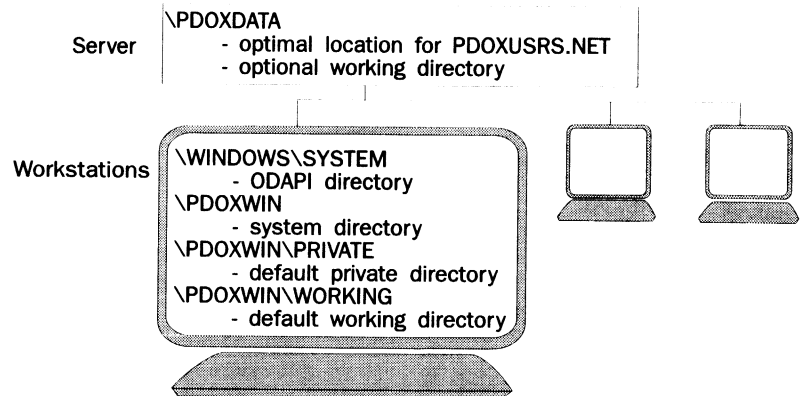 \PDOXDATA
Server
- optimal location for PDOXUSRS.NET
- optional working directory
Workstations
\WINDOWS\SYSTEM
- ODAPI directory
\PDOXWIN
- system directory
\PDOXWIN\PRIVATE
- default private directory
\PDOXWIN\WORKING
- default working directory